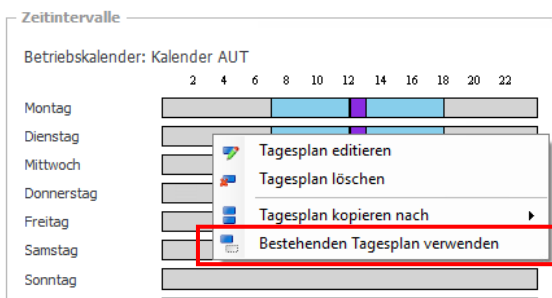 Zeitintervalle
Betriebskalender: Kalender AUT
2 4 6 8 10 12 14 16 18 20 22
Montag
Dienstag
Tagesplan editieren
Mittwoch
Tagesplan löschen
Donnerstag
Tagesplan kopieren nach
Freitag
Bestehenden Tagesplan verwenden
Samstag
Sonntag